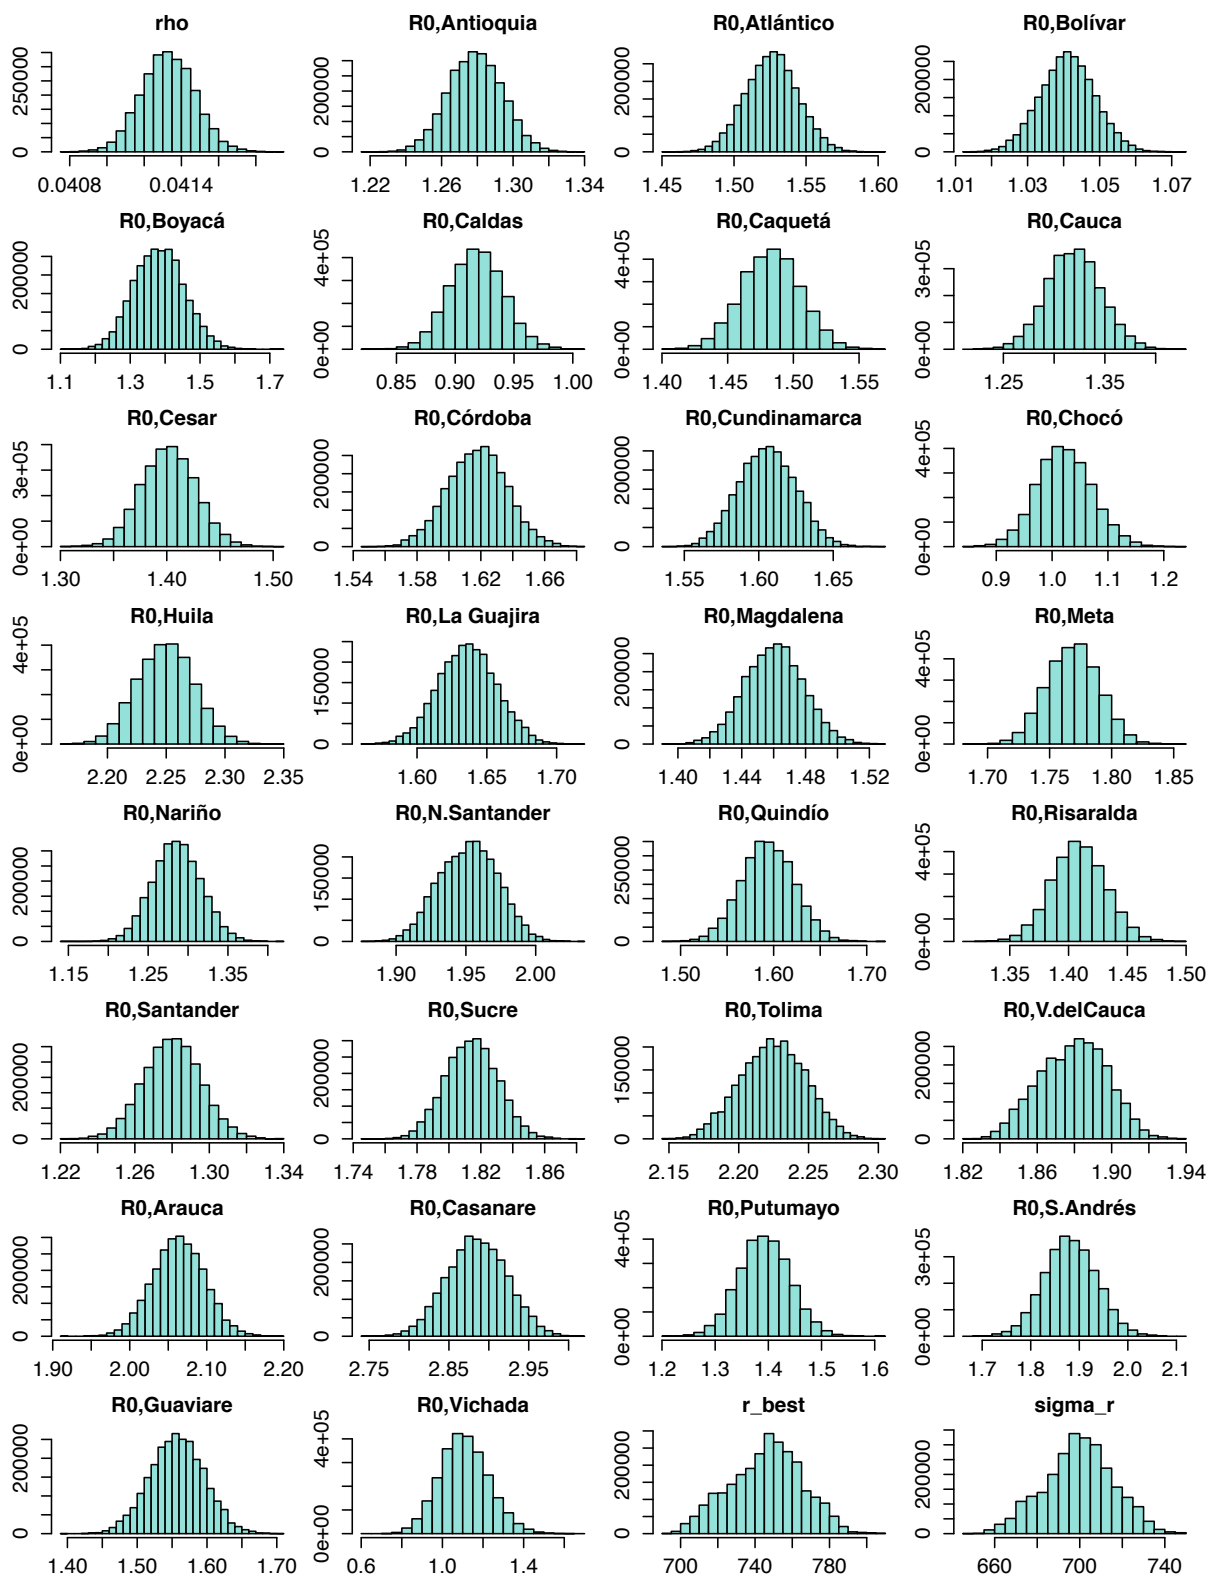 rho R0,Antioquia R0,Atlántico R0,Bolívar
0 250000 0 200000 0 200000 0 200000
0.0408 0.0414 1.22 1.26 1.30 1.34 1.45 1.50 1.55 1.60 1.01 1.03 1.05 1.07
R0,Boyacá R0,Caldas R0,Caquetá R0,Cauca
0 200000 0e+00 4e+05 0e+00 4e+05 0e+00 3e+05
1.1 1.3 1.5 1.7 0.85 0.90 0.95 1.00 1.40 1.45 1.50 1.55 1.25 1.35
R0,Cesar R0,Córdoba R0,Cundinamarca R0,Chocó
0e+00 3e+05 0 200000 0 200000 0e+00 4e+05
1.30 1.40 1.50 1.54 1.58 1.62 1.66 1.55 1.60 1.65 0.9 1.0 1.1 1.2
R0,Huila R0,La Guajira R0,Magdalena R0,Meta
0e+00 4e+05 0 150000 0 200000 0e+00 4e+05
2.20 2.25 2.30 2.35 1.60 1.65 1.70 1.40 1.44 1.48 1.52 1.70 1.75 1.80 1.85
R0,Nariño R0,N.Santander R0,Quindío R0,Risaralda
0 200000 0 150000 0 250000 0e+00 4e+05
1.15 1.25 1.35 1.90 1.95 2.00 1.50 1.60 1.70 1.35 1.40 1.45 1.50
R0,Santander R0,Sucre R0,Tolima R0,V.delCauca
0 200000 0 200000 0 150000 0 200000
1.22 1.26 1.30 1.34 1.74 1.78 1.82 1.86 2.15 2.20 2.25 2.30 1.82 1.86 1.90 1.94
R0,Arauca R0,Casanare R0,Putumayo R0,S.Andrés
0 200000 0 200000 0e+00 4e+05 0e+00 3e+05
1.90 2.00 2.10 2.20 2.75 2.85 2.95 1.2 1.3 1.4 1.5 1.6 1.7 1.8 1.9 2.0 2.1
R0,Guaviare R0,Vichada r_best sigma_r
0 200000 0e+00 4e+05 0 200000 0 200000
1.40 1.50 1.60 1.70 0.6 1.0 1.4 700 740 780 660 700 740